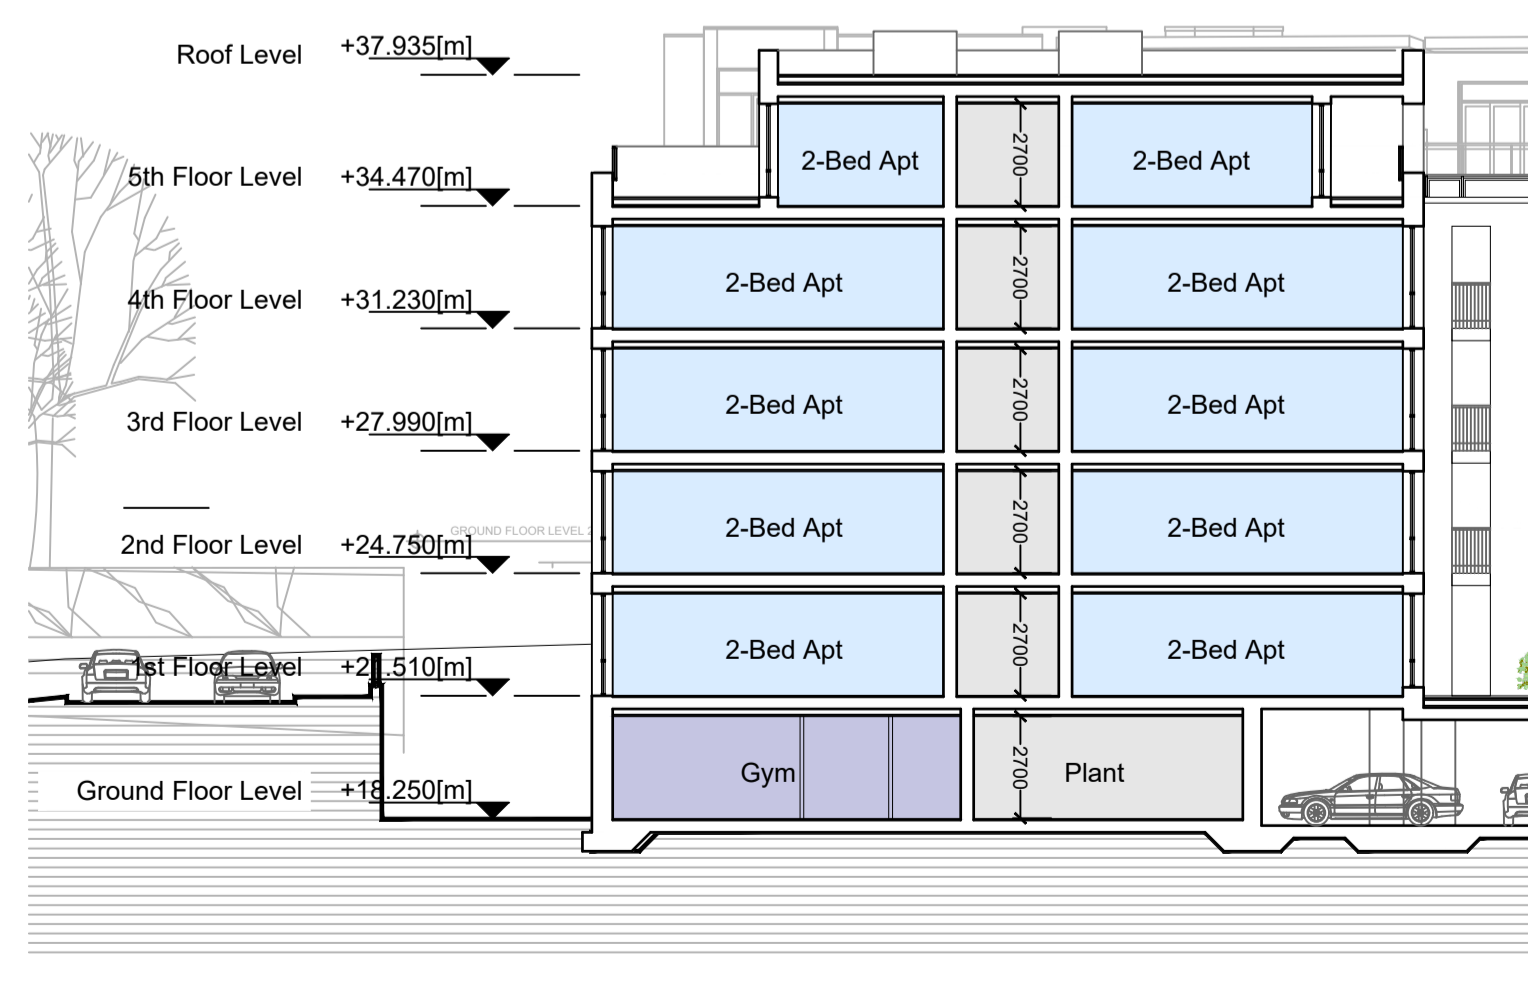 Roof Level +37.935[m]
2-Bed Apt 2700 2-Bed Apt
5th Floor Level +34.470[m]
2-Bed Apt 2700 2-Bed Apt
4th Floor Level +31.230[m]
2-Bed Apt 2700 2-Bed Apt
3rd Floor Level +27.990[m]
2-Bed Apt 2700 2-Bed Apt
GROUND FLOOR LEVEL
2nd Floor Level +24.750[m]
2-Bed Apt 2700 2-Bed Apt
1st Floor Level +21.510[m]
Gym 2700 Plant
Ground Floor Level +18.250[m]